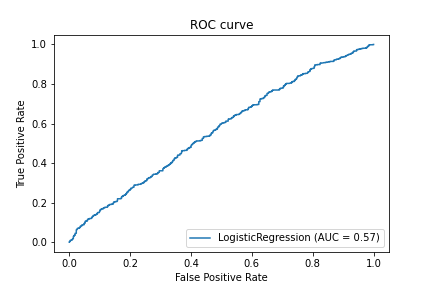 ROC curve
1.0
0.8
0.6
0.4
0.2
0.0
True Positive Rate
LogisticRegression (AUC = 0.57)
0.0 0.2 0.4 0.6 0.8 1.0
False Positive Rate